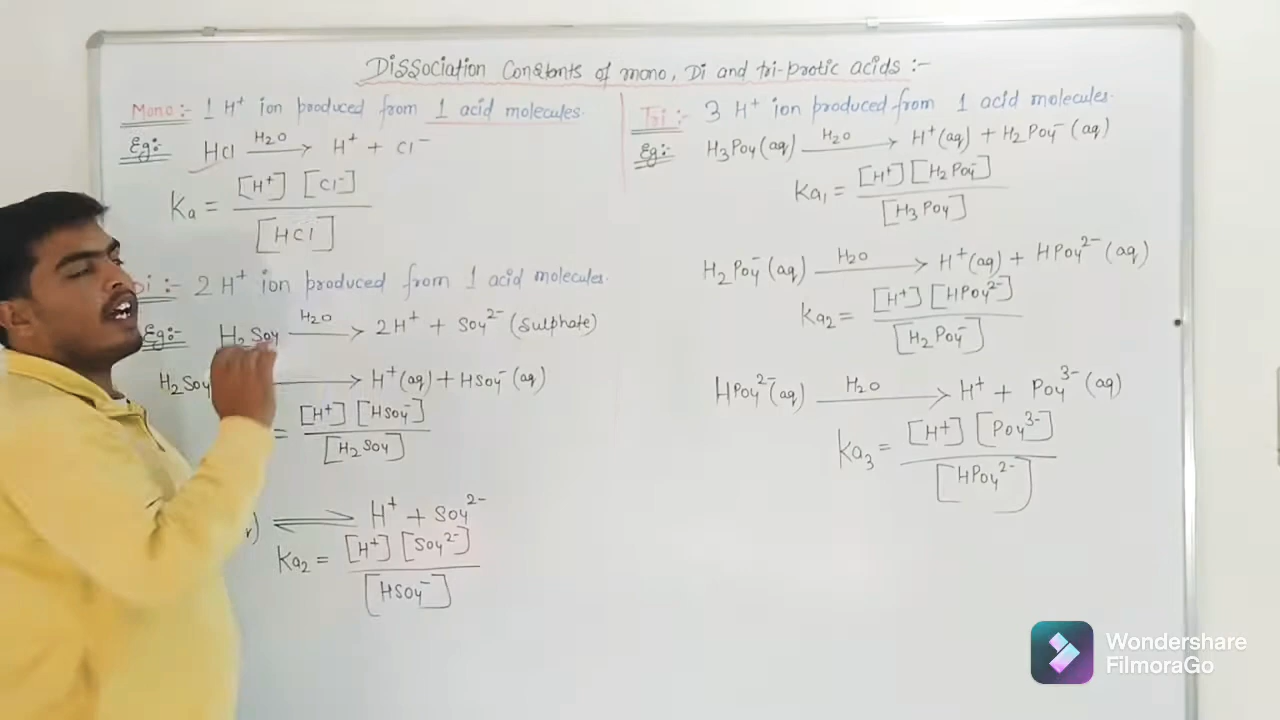 Dissociation Constants of mono, Di and tri-protic acids :-
Mono :- 1 H⁺ ion produced from 1 acid molecules.
Eg:- HCl —H₂O→ H⁺ + Cl⁻
Ka = [H⁺] [Cl⁻] / [HCl]
Di :- 2 H⁺ ion produced from 1 acid molecules.
Eg:- H₂SO₄ —H₂O→ 2H⁺ + SO₄²⁻ (Sulphate)
H₂SO₄ → H⁺(aq) + HSO₄⁻(aq)
= [H⁺] [HSO₄⁻] / [H₂SO₄]
⇌ H⁺ + SO₄²⁻
Ka₂ = [H⁺] [SO₄²⁻] / [HSO₄⁻]
Tri :- 3 H⁺ ion produced from 1 acid molecules.
Eg:- H₃PO₄(aq) —H₂O→ H⁺(aq) + H₂PO₄⁻(aq)
Ka₁ = [H⁺] [H₂PO₄⁻] / [H₃PO₄]
H₂PO₄⁻(aq) —H₂O→ H⁺(aq) + HPO₄²⁻(aq)
Ka₂ = [H⁺] [HPO₄²⁻] / [H₂PO₄⁻]
HPO₄²⁻(aq) —H₂O→ H⁺ + PO₄³⁻(aq)
Ka₃ = [H⁺] [PO₄³⁻] / [HPO₄²⁻]
Wondershare
FilmoraGo